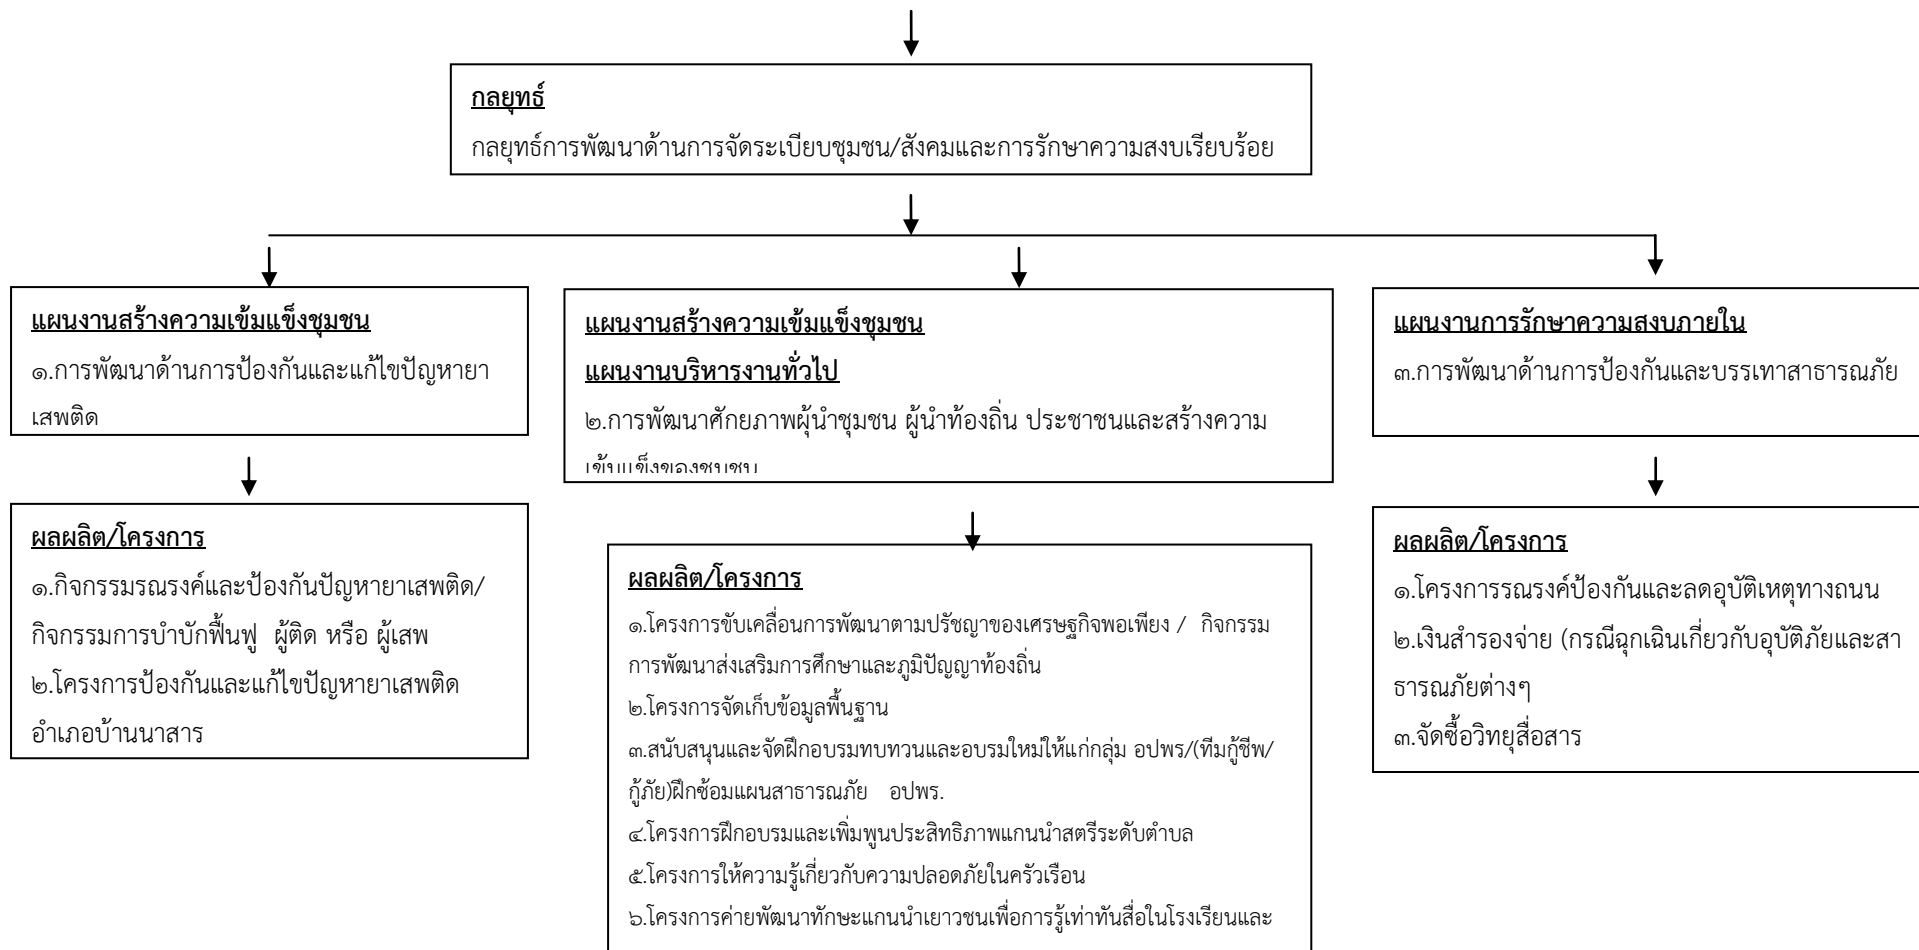 กลยุทธ์
กลยุทธ์การพัฒนาด้านการจัดระเบียบชุมชน/สังคมและการรักษาความสงบเรียบร้อย
แผนงานสร้างความเข้มแข็งชุมชน
๑.การพัฒนาด้านการป้องกันและแก้ไขปัญหายา
เสพติด
แผนงานสร้างความเข้มแข็งชุมชน
แผนงานบริหารงานทั่วไป
๒.การพัฒนาศักยภาพผุ้นำชุมชน ผู้นำท้องถิ่น ประชาชนและสร้างความ
เข้มแข็งของชุมชน
แผนงานการรักษาความสงบภายใน
๓.การพัฒนาด้านการป้องกันและบรรเทาสาธารณภัย
ผลผลิต/โครงการ
๑.กิจกรรมรณรงค์และป้องกันปัญหายาเสพติด/
กิจกรรมการบำบักฟื้นฟู ผู้ติด หรือ ผู้เสพ
๒.โครงการป้องกันและแก้ไขปัญหายาเสพติด
อำเภอบ้านนาสาร
ผลผลิต/โครงการ
๑.โครงการขับเคลื่อนการพัฒนาตามปรัชญาของเศรษฐกิจพอเพียง / กิจกรรม
การพัฒนาส่งเสริมการศึกษาและภูมิปัญญาท้องถิ่น
๒.โครงการจัดเก็บข้อมูลพื้นฐาน
๓.สนับสนุนและจัดฝึกอบรมทบทวนและอบรมใหม่ให้แก่กลุ่ม อปพร/(ทีมกู้ชีพ/
กู้ภัย)ฝึกซ้อมแผนสาธารณภัย อปพร.
๔.โครงการฝึกอบรมและเพิ่มพูนประสิทธิภาพแกนนำสตรีระดับตำบล
๕.โครงการให้ความรู้เกี่ยวกับความปลอดภัยในครัวเรือน
๖.โครงการค่ายพัฒนาทักษะแกนนำเยาวชนเพื่อการรู้เท่าทันสื่อในโรงเรียนและ
ผลผลิต/โครงการ
๑.โครงการรณรงค์ป้องกันและลดอุบัติเหตุทางถนน
๒.เงินสำรองจ่าย (กรณีฉุกเฉินเกี่ยวกับอุบัติภัยและสา
ธารณภัยต่างๆ
๓.จัดซื้อวิทยุสื่อสาร